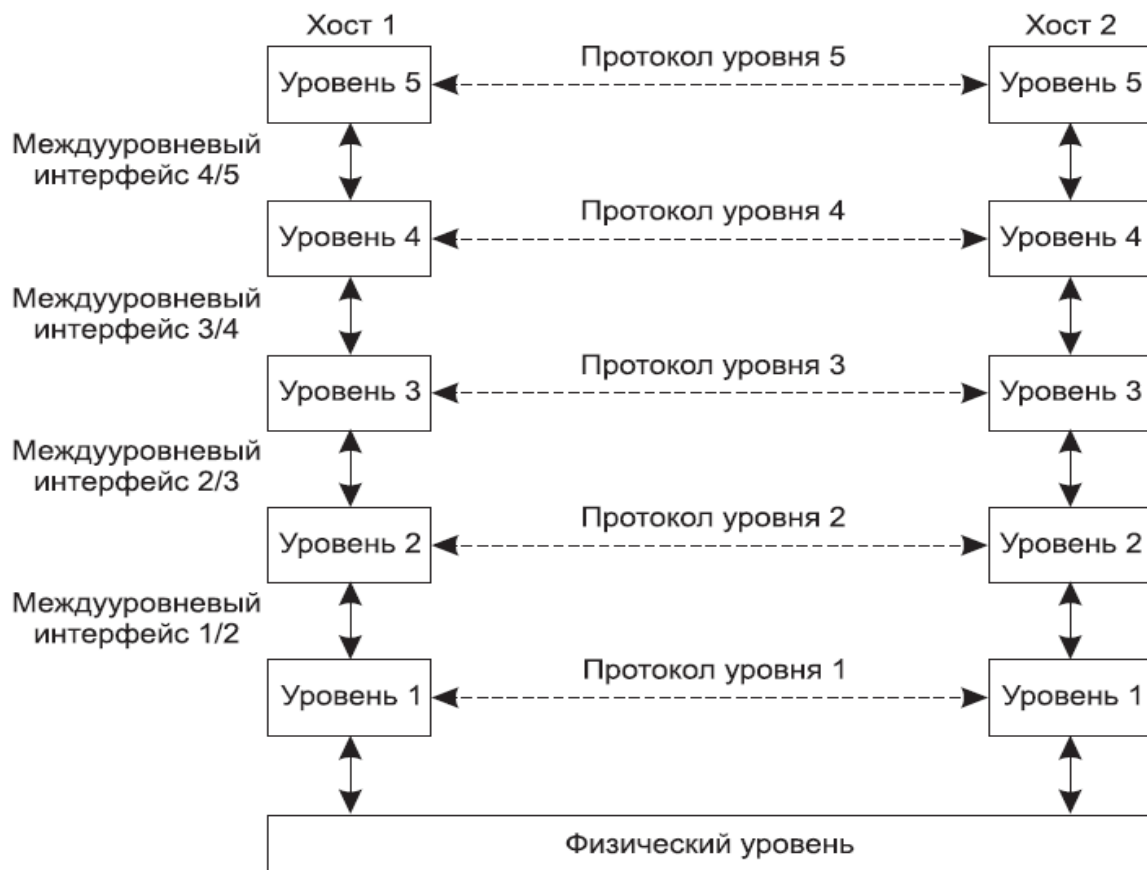 Хост 1
Хост 2
Уровень 5
Протокол уровня 5
Уровень 5
Междууровневый
интерфейс 4/5
Уровень 4
Протокол уровня 4
Уровень 4
Междууровневый
интерфейс 3/4
Уровень 3
Протокол уровня 3
Уровень 3
Междууровневый
интерфейс 2/3
Уровень 2
Протокол уровня 2
Уровень 2
Междууровневый
интерфейс 1/2
Уровень 1
Протокол уровня 1
Уровень 1
Физический уровень